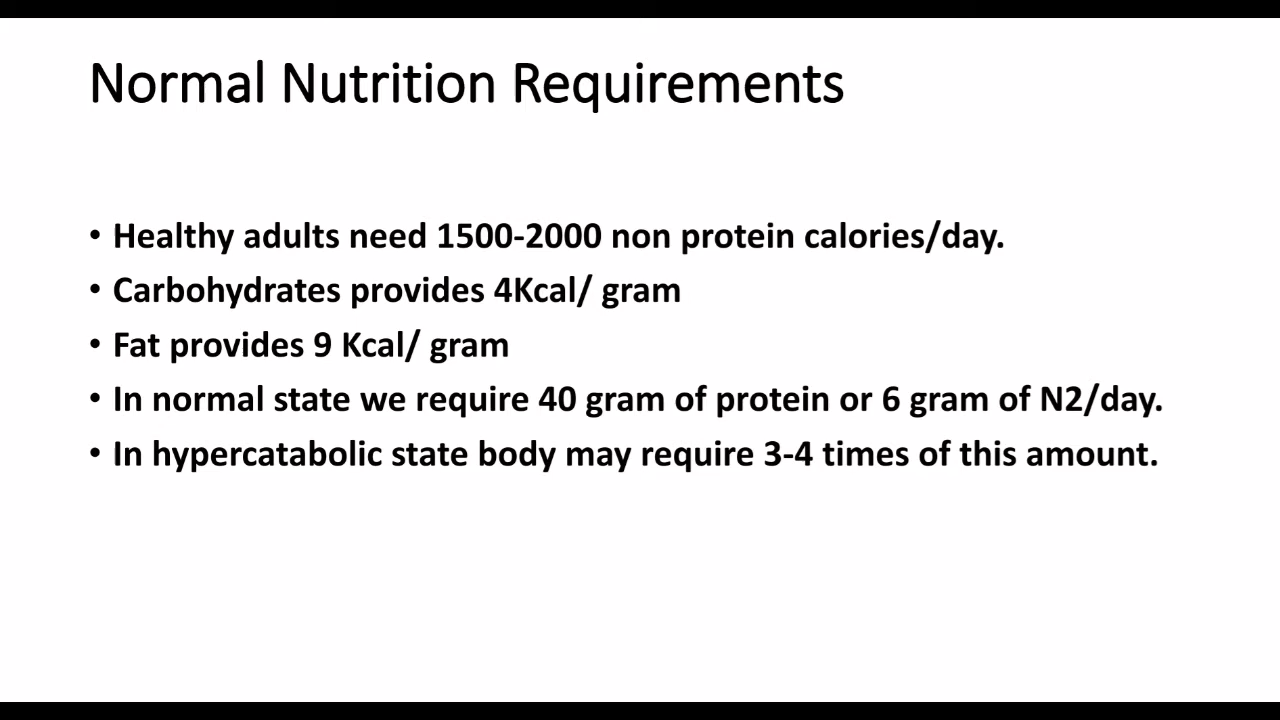 Normal Nutrition Requirements
• Healthy adults need 1500-2000 non protein calories/day.
• Carbohydrates provides 4Kcal/ gram
• Fat provides 9 Kcal/ gram
• In normal state we require 40 gram of protein or 6 gram of N2/day.
• In hypercatabolic state body may require 3-4 times of this amount.